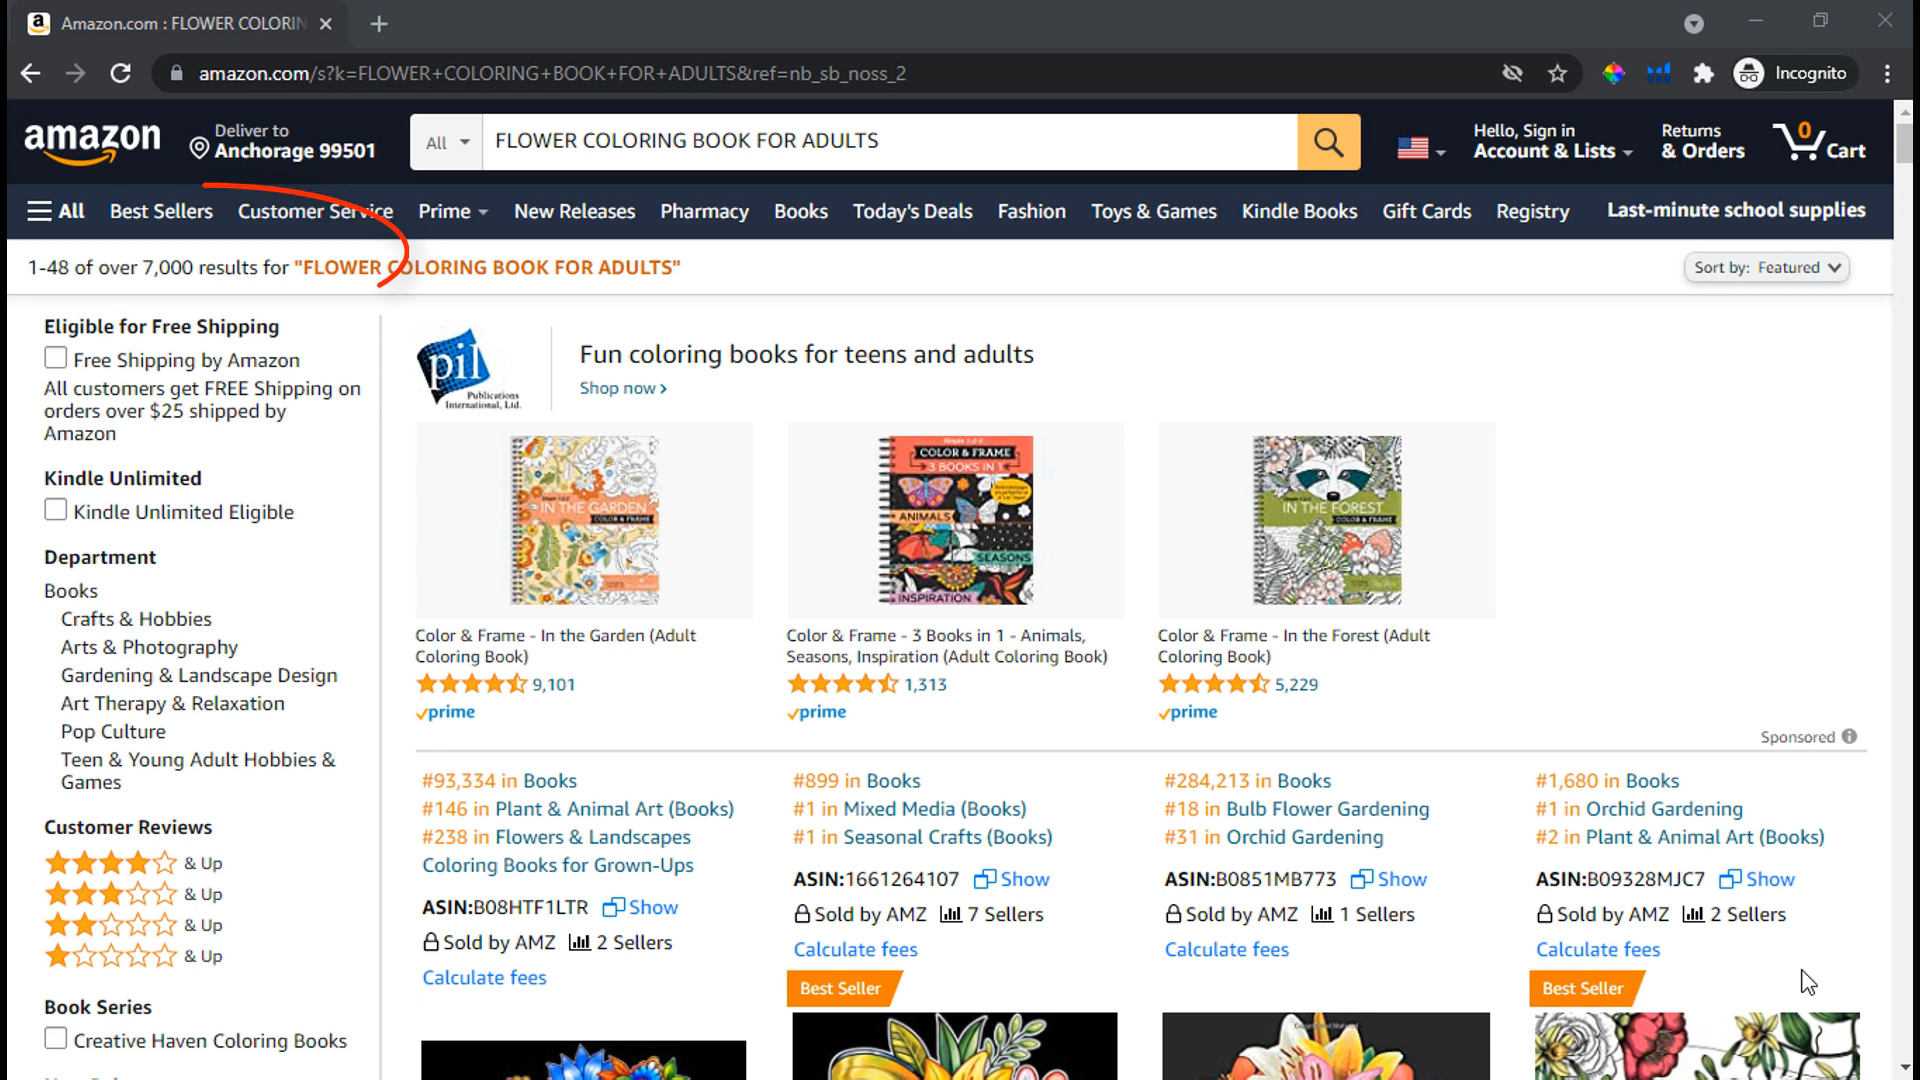 Amazon.com : FLOWER COLORIN
amazon.com/s?k=FLOWER+COLORING+BOOK+FOR+ADULTS&ref=nb_sb_noss_2
Incognito
amazon
Deliver to
Anchorage 99501
All
FLOWER COLORING BOOK FOR ADULTS
Hello, Sign in
Account & Lists
Returns
& Orders
0
Cart
All Best Sellers Customer Service Prime New Releases Pharmacy Books Today's Deals Fashion Toys & Games Kindle Books Gift Cards Registry Last-minute school supplies
1-48 of over 7,000 results for "FLOWER COLORING BOOK FOR ADULTS"
Sort by: Featured
Eligible for Free Shipping
Free Shipping by Amazon
All customers get FREE Shipping on
orders over $25 shipped by
Amazon
Kindle Unlimited
Kindle Unlimited Eligible
Department
Books
Crafts & Hobbies
Arts & Photography
Gardening & Landscape Design
Art Therapy & Relaxation
Pop Culture
Teen & Young Adult Hobbies &
Games
Customer Reviews
& Up
& Up
& Up
& Up
Book Series
Creative Haven Coloring Books
pil
Publications
International, Ltd.
Fun coloring books for teens and adults
Shop now ›
IN THE GARDEN
COLOR & FRAME
COLOR & FRAME
3 BOOKS IN 1
ANIMALS
SEASONS
INSPIRATION
IN THE FOREST
COLOR & FRAME
Color & Frame - In the Garden (Adult
Coloring Book)
9,101
prime
Color & Frame - 3 Books in 1 - Animals,
Seasons, Inspiration (Adult Coloring Book)
1,313
prime
Color & Frame - In the Forest (Adult
Coloring Book)
5,229
prime
Sponsored
#93,334 in Books
#146 in Plant & Animal Art (Books)
#238 in Flowers & Landscapes
Coloring Books for Grown-Ups
ASIN:B08HTF1LTR Show
Sold by AMZ 2 Sellers
Calculate fees
#899 in Books
#1 in Mixed Media (Books)
#1 in Seasonal Crafts (Books)
ASIN:1661264107 Show
Sold by AMZ 7 Sellers
Calculate fees
Best Seller
#284,213 in Books
#18 in Bulb Flower Gardening
#31 in Orchid Gardening
ASIN:B0851MB773 Show
Sold by AMZ 1 Sellers
Calculate fees
#1,680 in Books
#1 in Orchid Gardening
#2 in Plant & Animal Art (Books)
ASIN:B09328MJC7 Show
Sold by AMZ 2 Sellers
Calculate fees
Best Seller